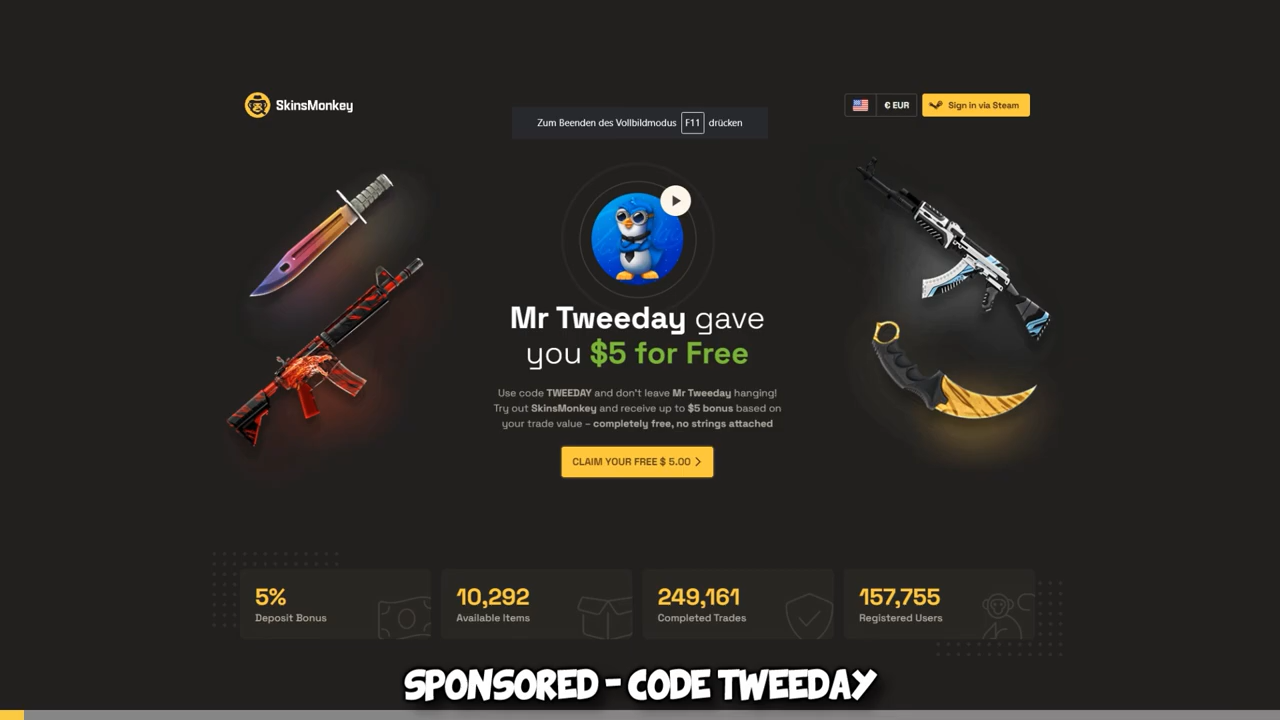 SkinsMonkey
€ EUR
Sign in via Steam
Zum Beenden des Vollbildmodus F11 drücken
Mr Tweeday gave
you $5 for Free
Use code TWEEDAY and don't leave Mr Tweeday hanging!
Try out SkinsMonkey and receive up to $5 bonus based on
your trade value – completely free, no strings attached
CLAIM YOUR FREE $ 5.00
5%
Deposit Bonus
10,292
Available Items
249,161
Completed Trades
157,755
Registered Users
SPONSORED - CODE TWEEDAY